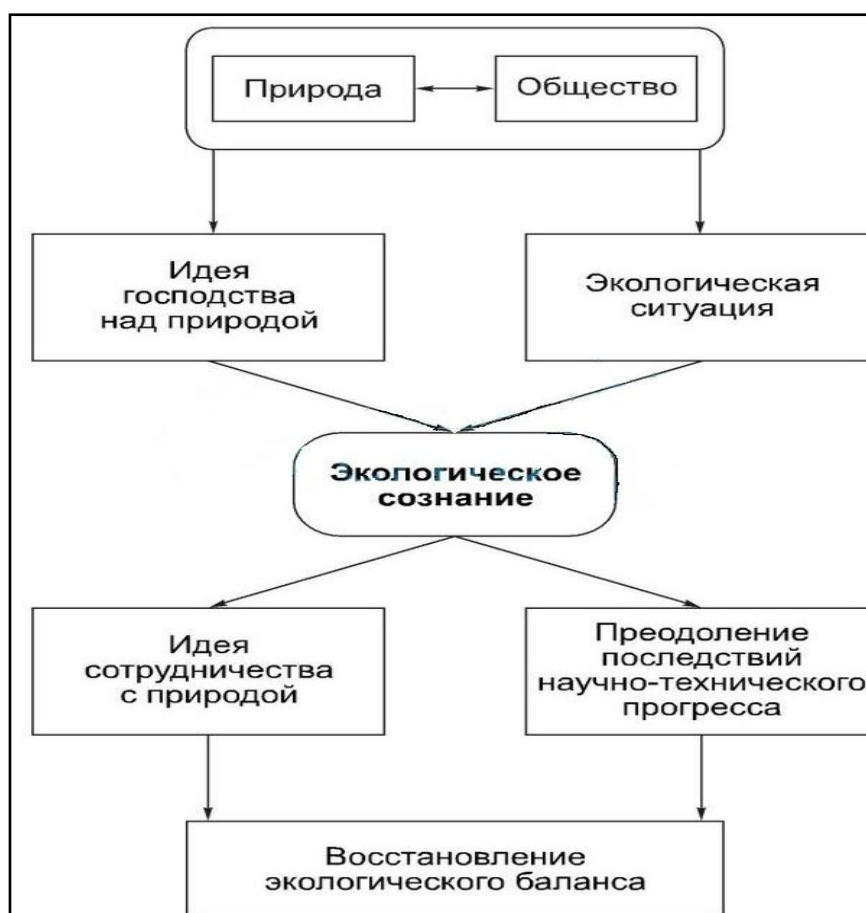 Природа
Общество
Идея
господства
над природой
Экологическая
ситуация
Экологическое
сознание
Идея
сотрудничества
с природой
Преодоление
последствий
научно-технического
прогресса
Восстановление
экологического баланса